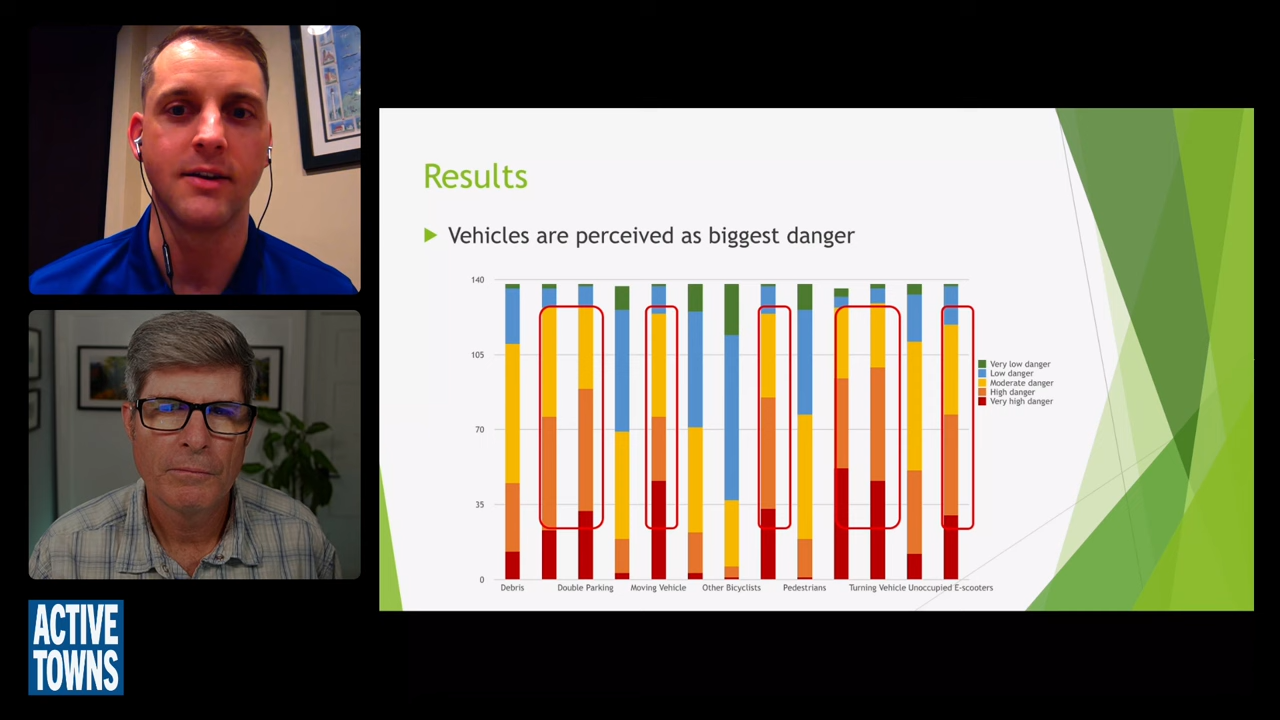 Results
Vehicles are perceived as biggest danger
140
105
70
35
0
Debris
Double Parking
Moving Vehicle
Other Bicyclists
Pedestrians
Turning Vehicle
Unoccupied E-scooters
Very low danger
Low danger
Moderate danger
High danger
Very high danger
ACTIVE
TOWNS